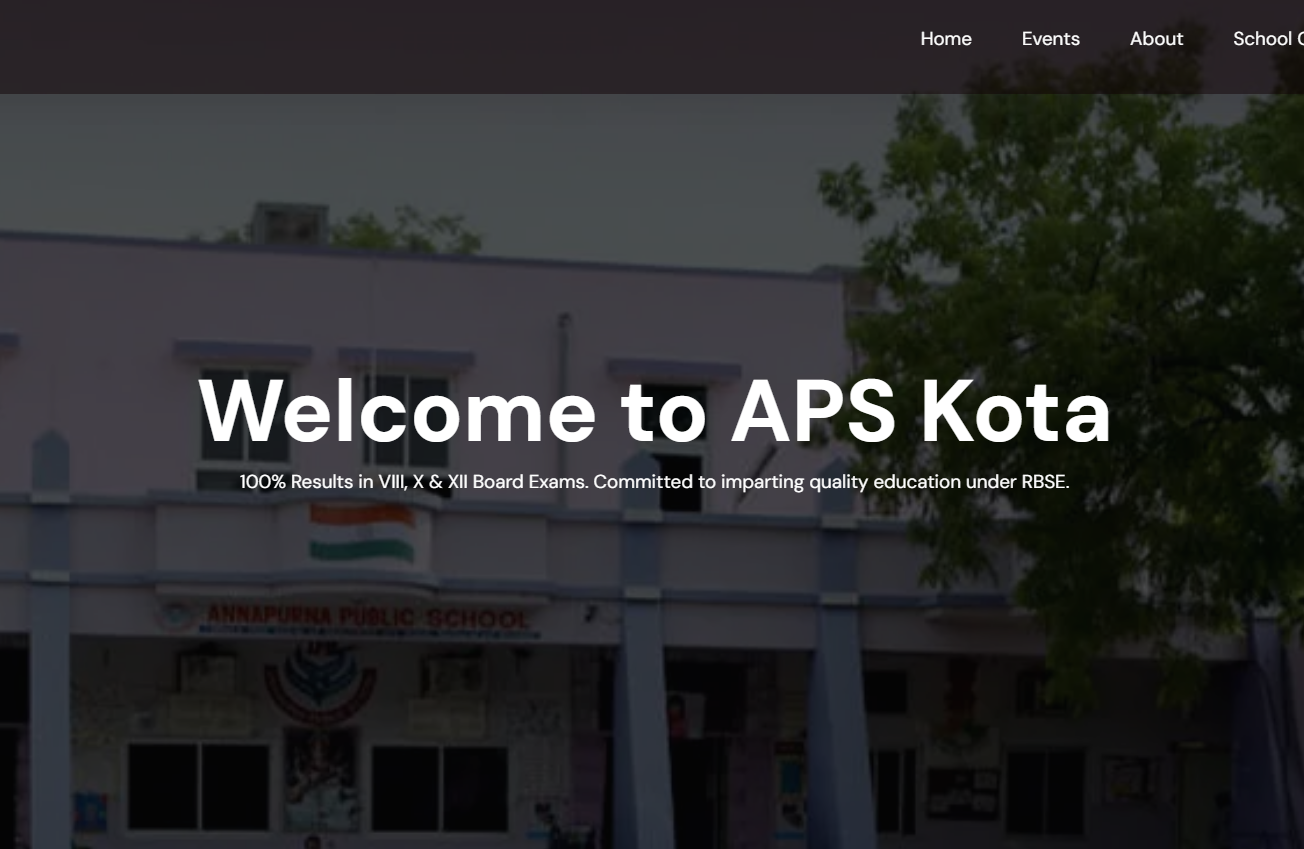 Home Events About School
Welcome to APS Kota
100% Results in VIII, X & XII Board Exams. Committed to imparting quality education under RBSE.
ANNAPURNA PUBLIC SCHOOL